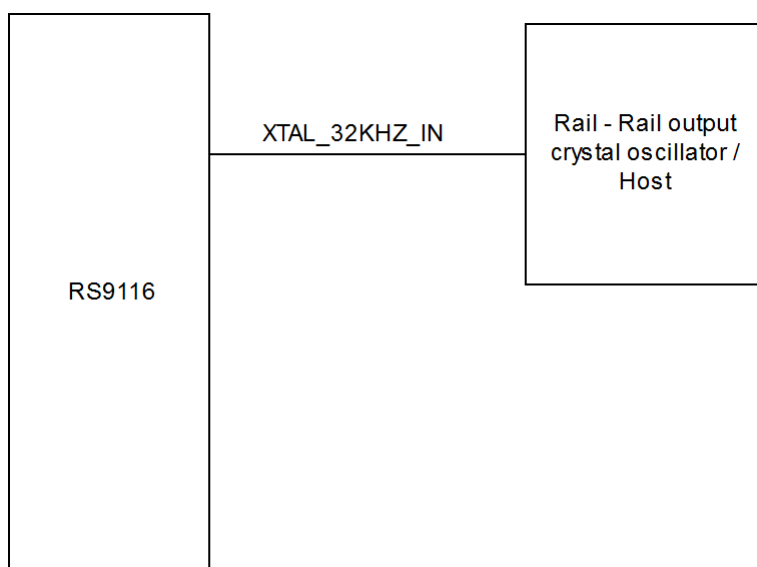 XTAL_32KHZ_IN
Rail - Rail output
crystal oscillator /
Host
RS9116